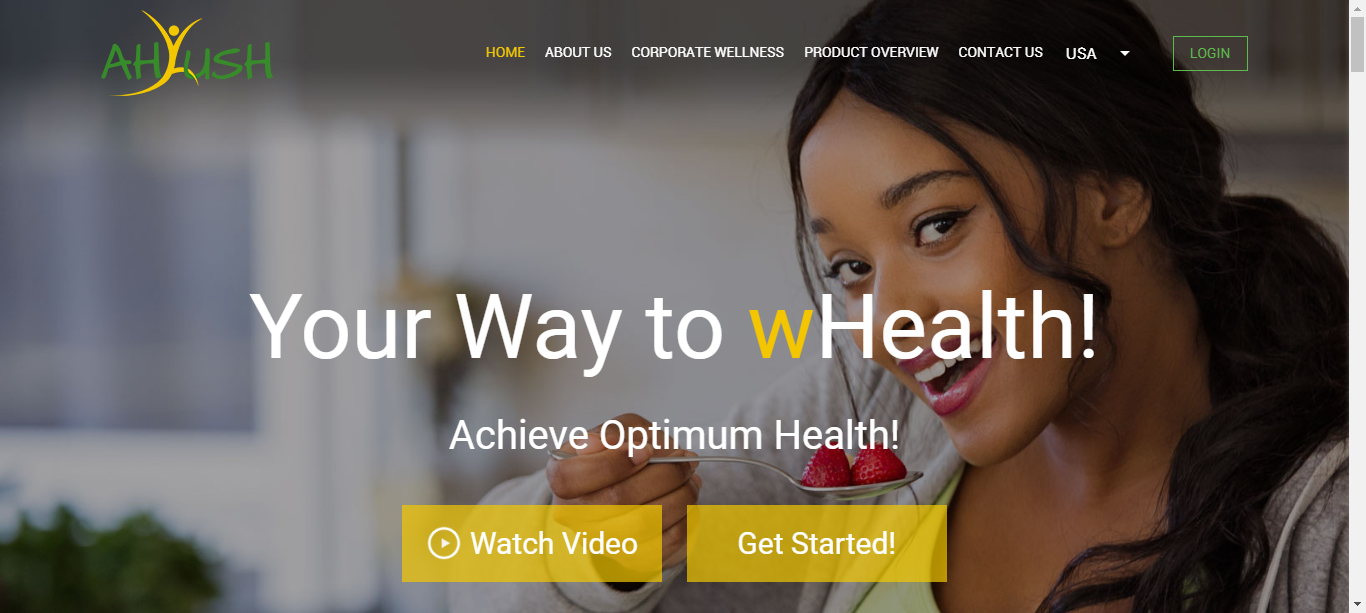 AHYUSH
HOME ABOUT US CORPORATE WELLNESS PRODUCT OVERVIEW CONTACT US USA LOGIN
Your Way to wHealth!
Achieve Optimum Health!
Watch Video Get Started!